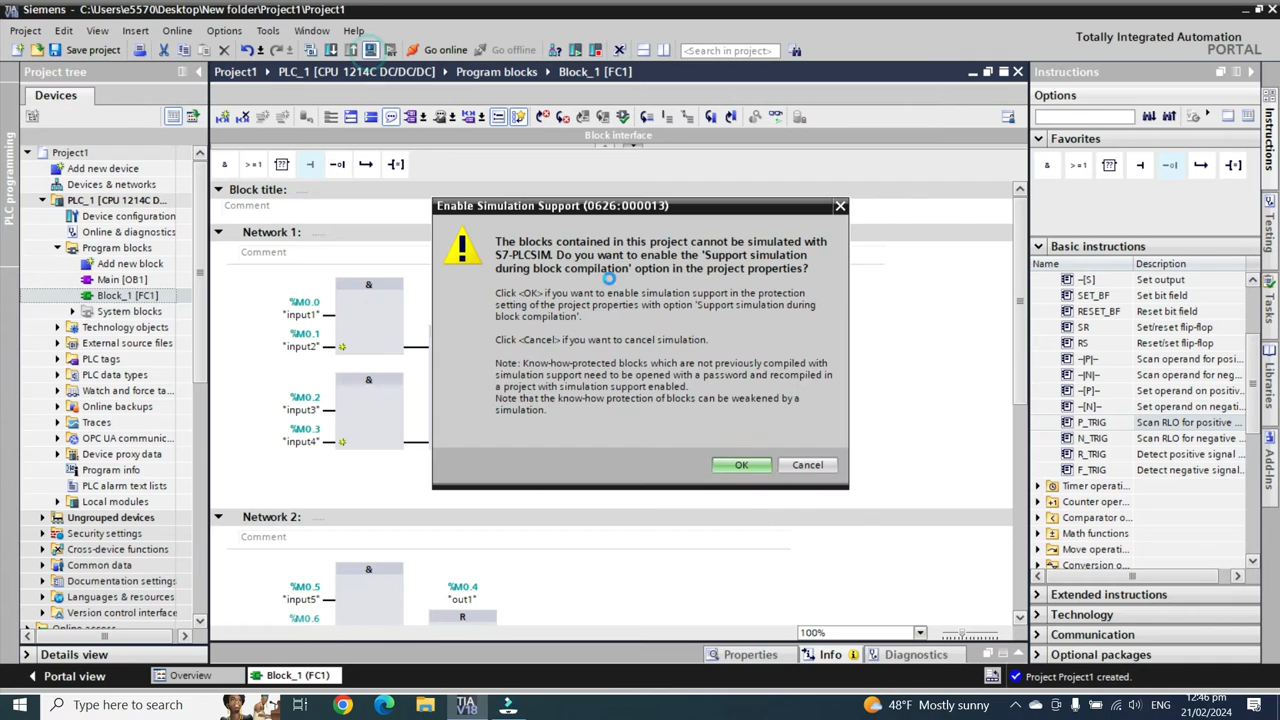 Siemens - C:\Users\e5570\Desktop\New folder\Project1\Project1
Project Edit View Insert Online Options Tools Window Help
Totally Integrated Automation
PORTAL
Save project
Go online
Go offline
<Search in project>
Project tree
Project1 PLC_1 [CPU 1214C DC/DC/DC] Program blocks Block_1 [FC1]
Instructions
Devices
Options
PLC programming
Block interface
Favorites
& >=1 ??
& >=1 ??
Project1
Add new device
Devices & networks
PLC_1 [CPU 1214C D...
Device configuration
Online & diagnostics
Program blocks
Add new block
Main [OB1]
Block_1 [FC1]
System blocks
Technology objects
External source files
PLC tags
PLC data types
Watch and force ta...
Online backups
Traces
OPC UA communic...
Device proxy data
Program info
PLC alarm text lists
Local modules
Ungrouped devices
Security settings
Cross-device functions
Common data
Documentation settings
Languages & resources
Version control interface
Details view
Block title:
Comment
Network 1:
Comment
&
%M0.0
"input1"
%M0.1
"input2"
&
%M0.2
"input3"
%M0.3
"input4"
Network 2:
Comment
&
%M0.5
"input5"
%M0.6
%M0.4
"out1"
R
100%
Enable Simulation Support (0626:000013)
The blocks contained in this project cannot be simulated with
S7-PLCSIM. Do you want to enable the 'Support simulation
during block compilation' option in the project properties?
Click <OK> if you want to enable simulation support in the protection
setting of the project properties with option 'Support simulation during
block compilation'.
Click <Cancel> if you want to cancel simulation.
Note: Know-how-protected blocks which are not previously compiled with
simulation support need to be opened with a password and recompiled in
a project with simulation support enabled.
Note that the know-how protection of blocks can be weakened by a
simulation.
OK
Cancel
Basic instructions
Name Description
-[S] Set output
SET_BF Set bit field
RESET_BF Reset bit field
SR Set/reset flip-flop
RS Reset/set flip-flop
-|P|- Scan operand for posi...
-|N|- Scan operand for neg...
-[P]- Set operand on positiv...
-[N]- Set operand on negati...
P_TRIG Scan RLO for positive ...
N_TRIG Scan RLO for negative ...
R_TRIG Detect positive signal...
F_TRIG Detect negative signal...
Timer operati...
Counter oper...
Comparator o...
Math functions
Move operati...
Conversion o...
Extended instructions
Technology
Communication
Optional packages
Instructions
Testing
Tasks
Libraries
Add-Ins
Properties
Info
Diagnostics
Portal view
Overview
Block_1 (FC1)
Project Project1 created.
Type here to search
48°F Mostly sunny
ENG
12:46 pm
21/02/2024